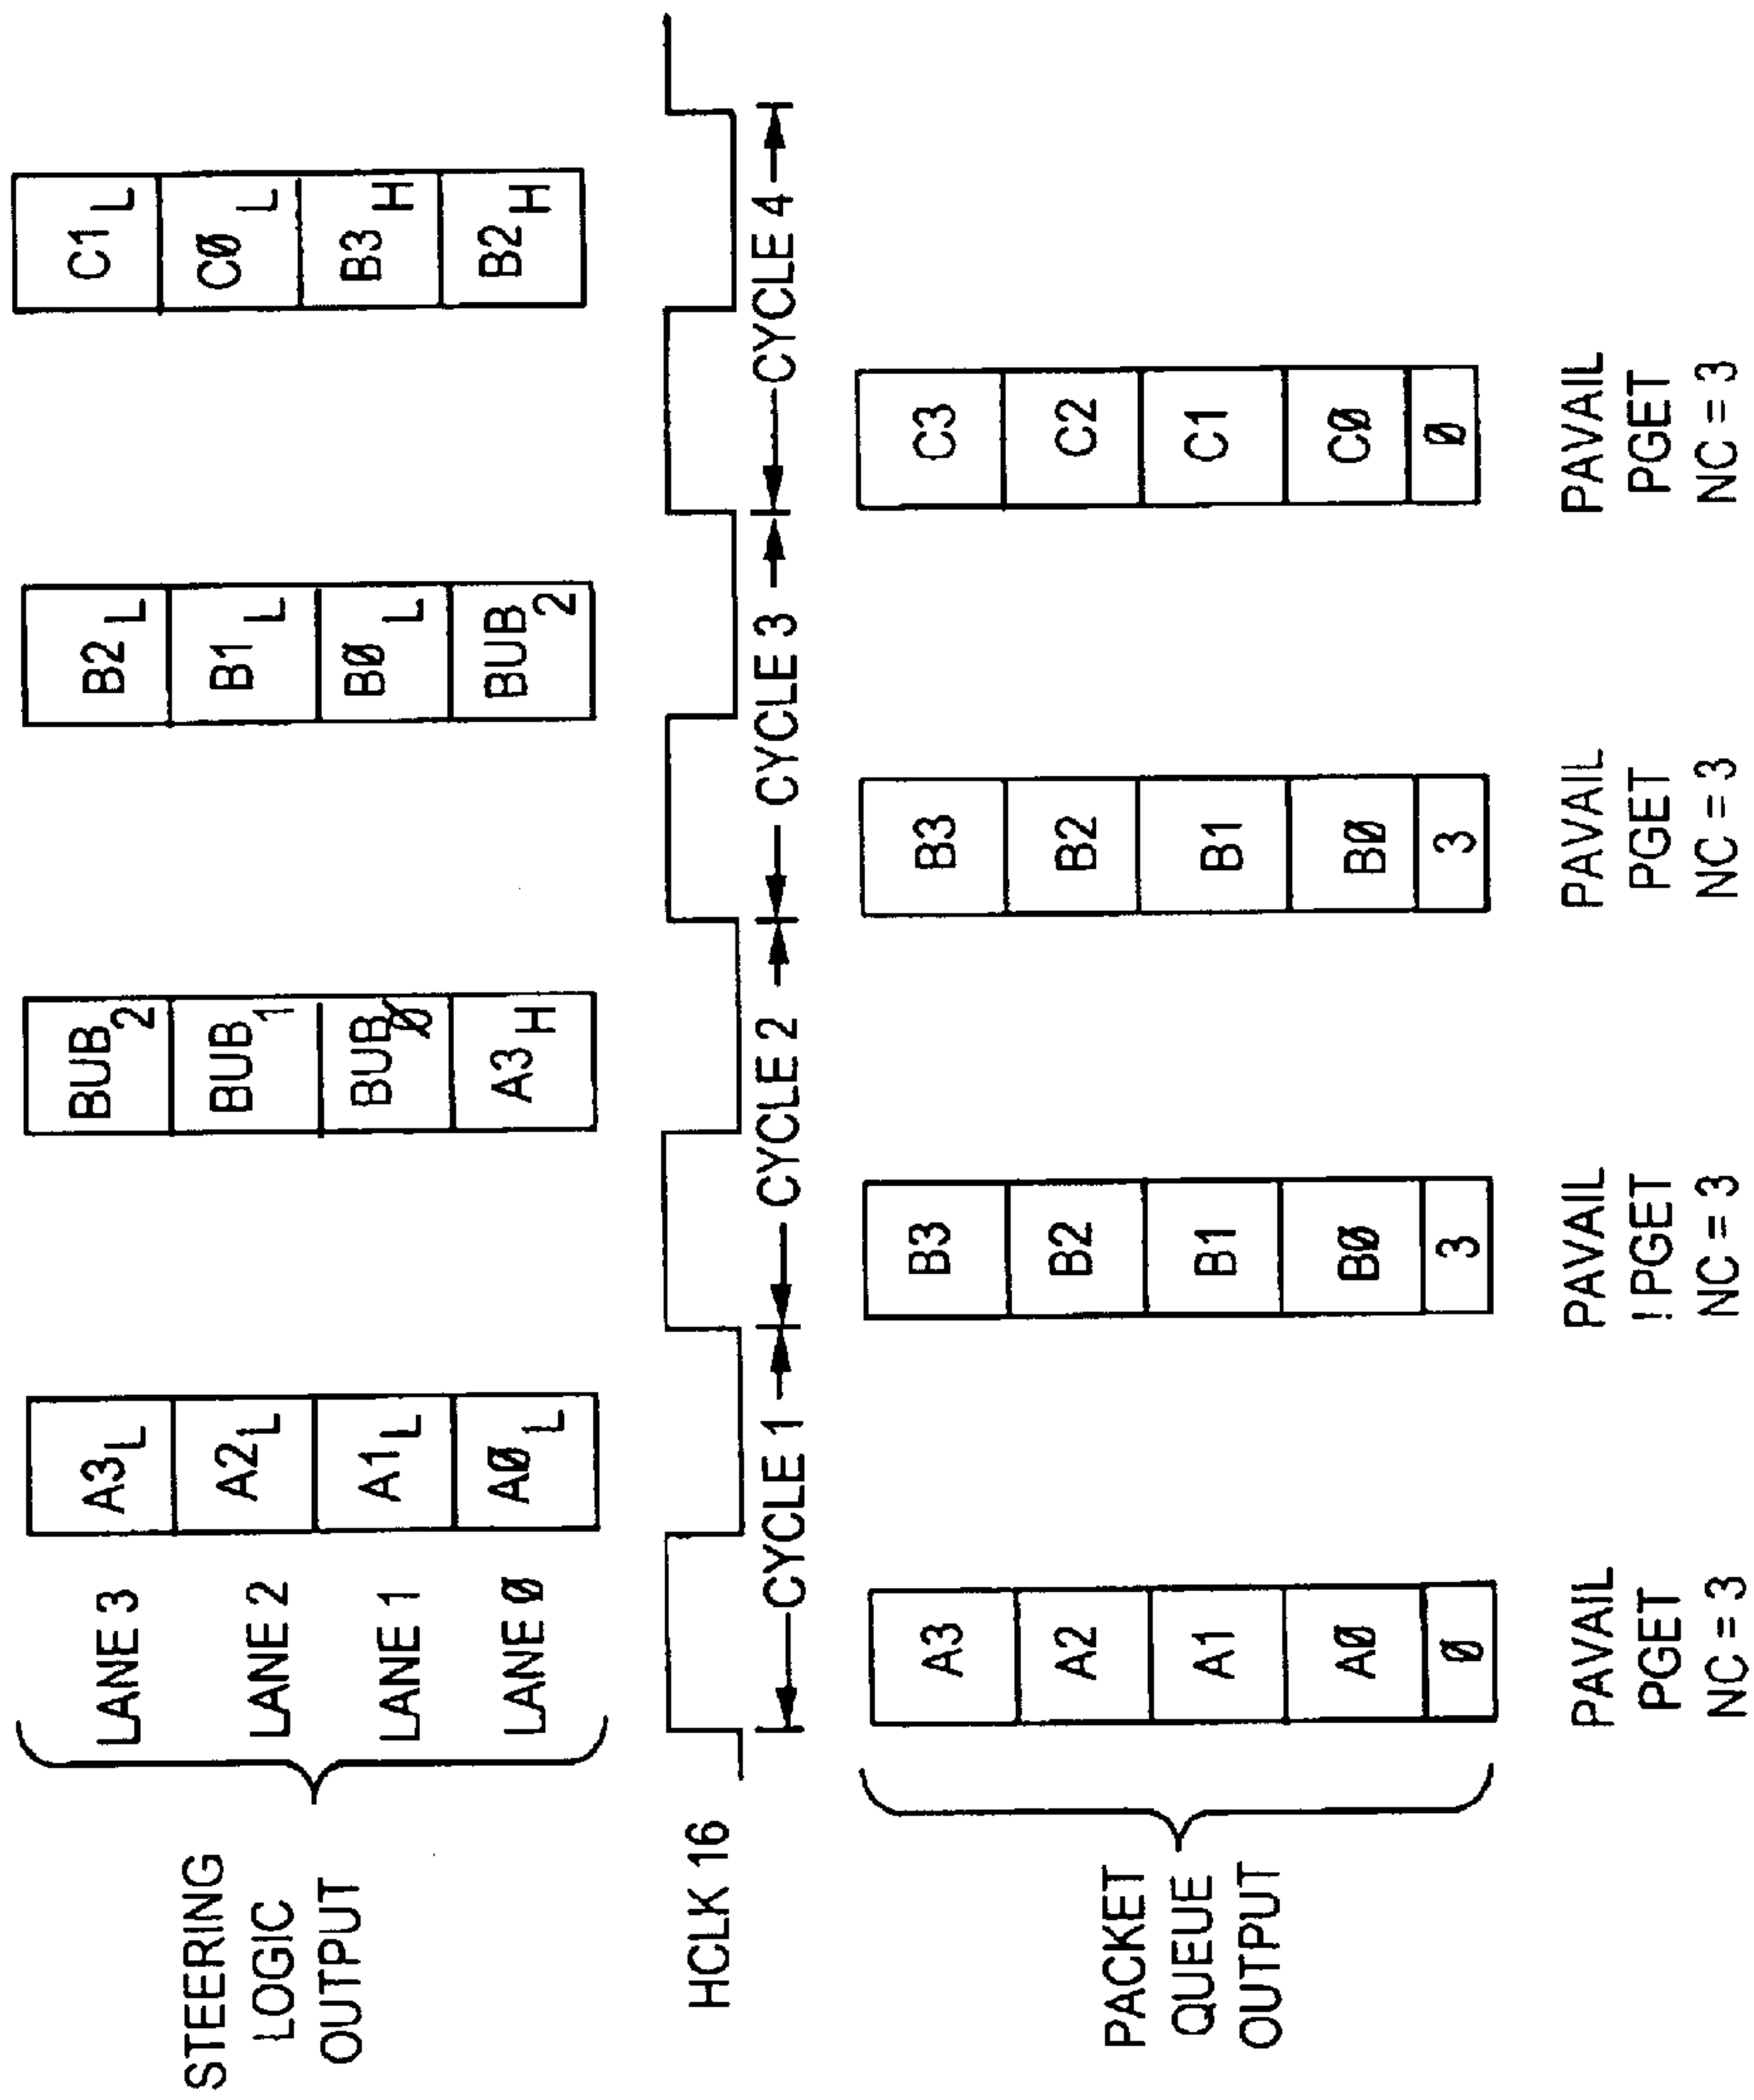 STEERING
LOGIC
OUTPUT
LANE 3
LANE 2
LANE 1
LANE Ø
A3L
A2L
A1L
AØL
BUB2
BUB1
BUBØ
A3H
B2L
B1L
BØL
BUB2
C1L
CØL
B3H
B2H
HCLK 16
CYCLE 1
CYCLE 2
CYCLE 3
CYCLE 4
PACKET
QUEUE
OUTPUT
A3
A2
A1
AØ
Ø
B3
B2
B1
BØ
3
B3
B2
B1
BØ
3
C3
C2
C1
CØ
Ø
PAVAIL
PGET
NC = 3
PAVAIL
!PGET
NC = 3
PAVAIL
PGET
NC = 3
PAVAIL
PGET
NC = 3